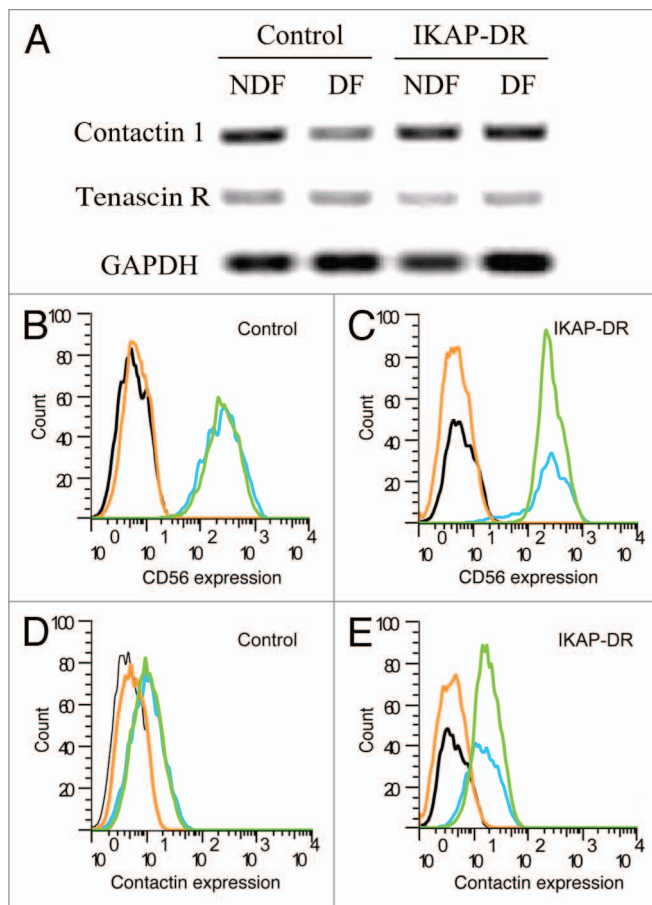 A
Control IKAP-DR
NDF DF NDF DF
Contactin 1
Tenascin R
GAPDH
B
Control
100
80
60
40
20
Count
10 0 10 1 10 2 10 3 10 4
CD56 expression
C
IKAP-DR
100
80
60
40
20
Count
10 0 10 1 10 2 10 3 10 4
CD56 expression
D
Control
100
80
60
40
20
Count
10 0 10 1 10 2 10 3 10 4
Contactin expression
E
IKAP-DR
100
80
60
40
20
Count
10 0 10 1 10 2 10 3 10 4
Contactin expression